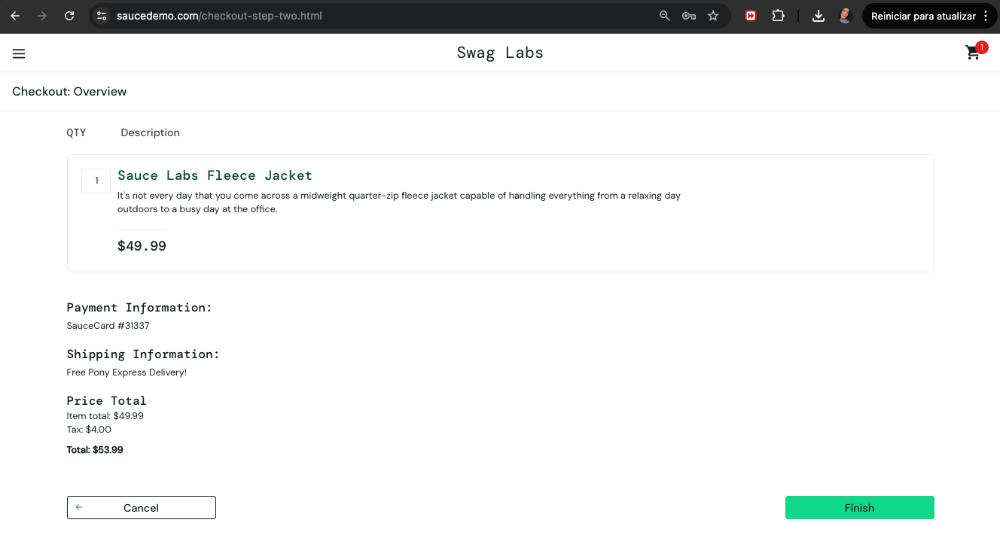 saucedemo.com/checkout-step-two.html
Reiniciar para atualizar
Swag Labs
1
Checkout: Overview
QTY Description
1
Sauce Labs Fleece Jacket
It's not every day that you come across a midweight quarter-zip fleece jacket capable of handling everything from a relaxing day
outdoors to a busy day at the office.
$49.99
Payment Information:
SauceCard #31337
Shipping Information:
Free Pony Express Delivery!
Price Total
Item total: $49.99
Tax: $4.00
Total: $53.99
Cancel
Finish